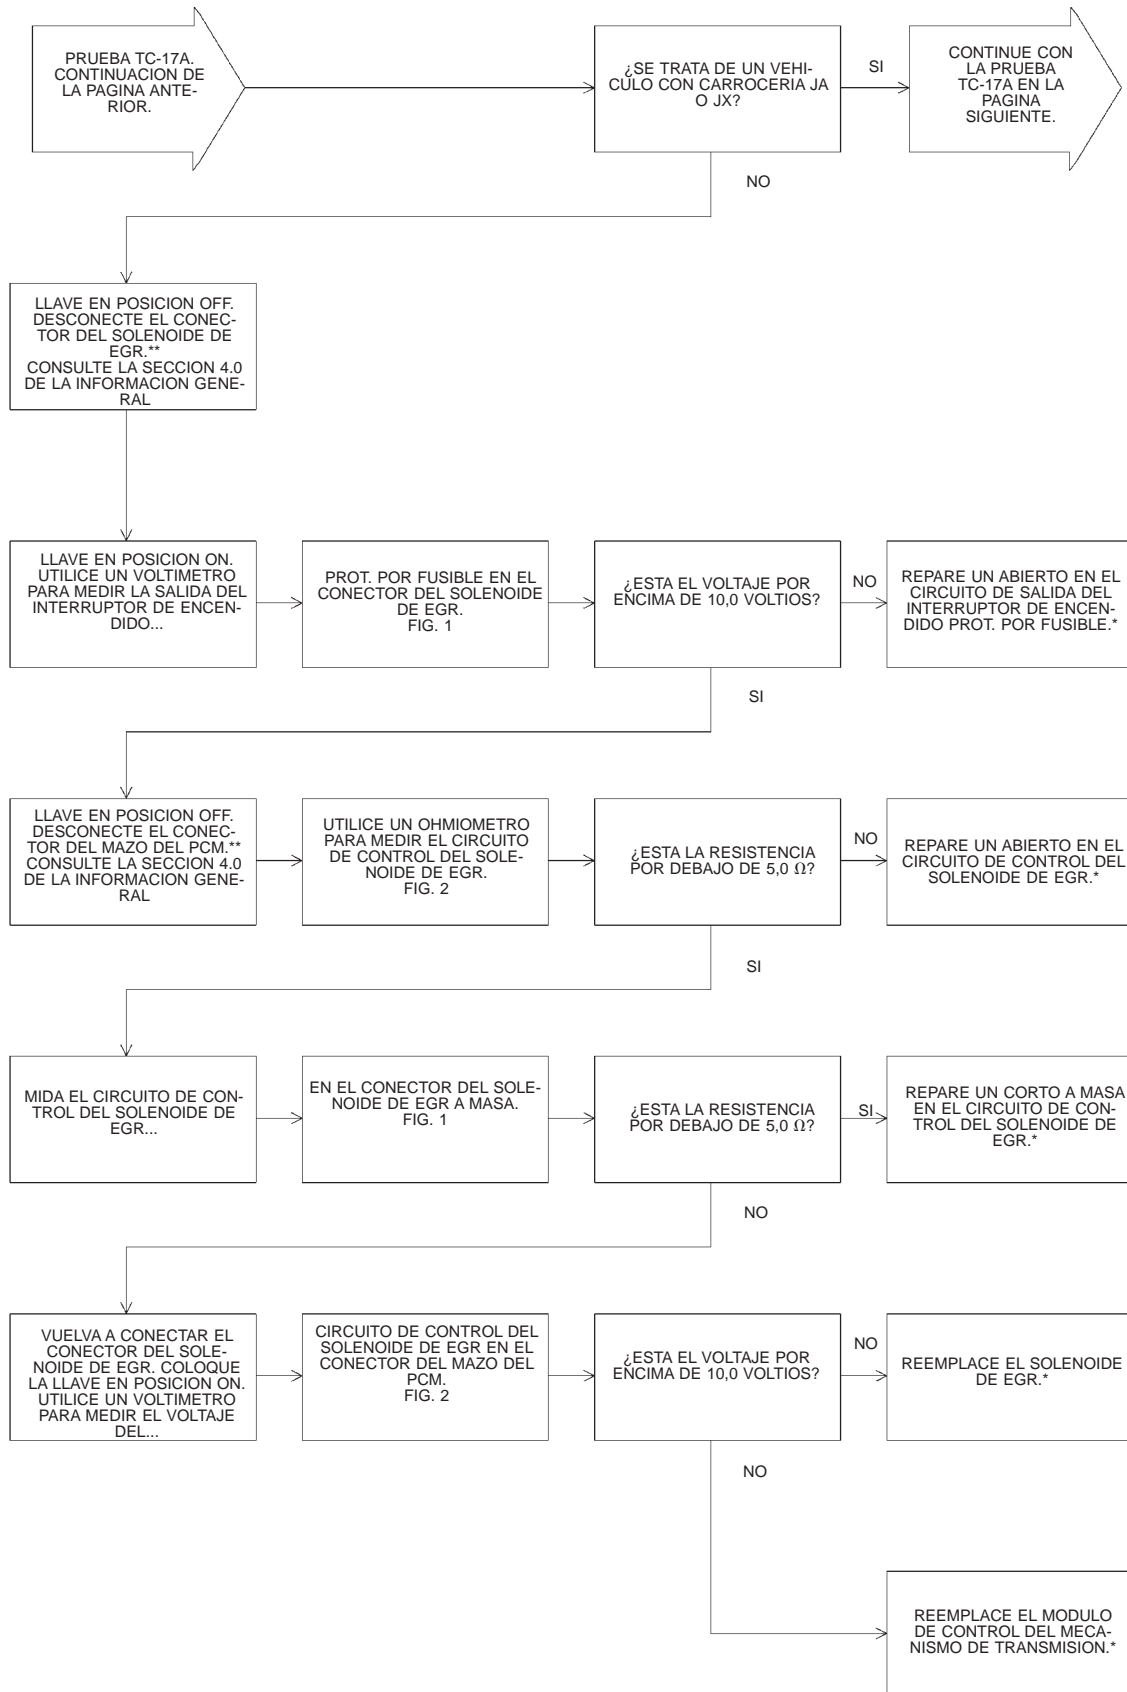 PRUEBA TC-17A.
CONTINUACION DE
LA PAGINA ANTE-
RIOR.
¿SE TRATA DE UN VEHI-
CULO CON CARROCERIA JA
O JX?
SI
CONTINUE CON
LA PRUEBA
TC-17A EN LA
PAGINA
SIGUIENTE.
NO
LLAVE EN POSICION OFF.
DESCONECTE EL CONEC-
TOR DEL SOLENOIDE DE
EGR.**
CONSULTE LA SECCION 4.0
DE LA INFORMACION GENE-
RAL
LLAVE EN POSICION ON.
UTILICE UN VOLTIMETRO
PARA MEDIR LA SALIDA DEL
INTERRUPTOR DE ENCEN-
DIDO...
PROT. POR FUSIBLE EN EL
CONECTOR DEL SOLENOIDE
DE EGR.
FIG. 1
¿ESTA EL VOLTAJE POR
ENCIMA DE 10,0 VOLTIOS?
NO
REPARE UN ABIERTO EN EL
CIRCUITO DE SALIDA DEL
INTERRUPTOR DE ENCEN-
DIDO PROT. POR FUSIBLE.*
SI
LLAVE EN POSICION OFF.
DESCONECTE EL CONEC-
TOR DEL MAZO DEL PCM.**
CONSULTE LA SECCION 4.0
DE LA INFORMACION GENE-
RAL
UTILICE UN OHMIOMETRO
PARA MEDIR EL CIRCUITO
DE CONTROL DEL SOLE-
NOIDE DE EGR.
FIG. 2
¿ESTA LA RESISTENCIA
POR DEBAJO DE 5,0 Ω?
NO
REPARE UN ABIERTO EN EL
CIRCUITO DE CONTROL DEL
SOLENOIDE DE EGR.*
SI
MIDA EL CIRCUITO DE CON-
TROL DEL SOLENOIDE DE
EGR...
EN EL CONECTOR DEL SOLE-
NOIDE DE EGR A MASA.
FIG. 1
¿ESTA LA RESISTENCIA
POR DEBAJO DE 5,0 Ω?
SI
REPARE UN CORTO A MASA
EN EL CIRCUITO DE CON-
TROL DEL SOLENOIDE DE
EGR.*
NO
VUELVA A CONECTAR EL
CONECTOR DEL SOLE-
NOIDE DE EGR. COLOQUE
LA LLAVE EN POSICION ON.
UTILICE UN VOLTIMETRO
PARA MEDIR EL VOLTAJE
DEL...
CIRCUITO DE CONTROL DEL
SOLENOIDE DE EGR EN EL
CONECTOR DEL MAZO DEL
PCM.
FIG. 2
¿ESTA EL VOLTAJE POR
ENCIMA DE 10,0 VOLTIOS?
NO
REEMPLACE EL SOLENOIDE
DE EGR.*
NO
REEMPLACE EL MODULO
DE CONTROL DEL MECA-
NISMO DE TRANSMISION.*